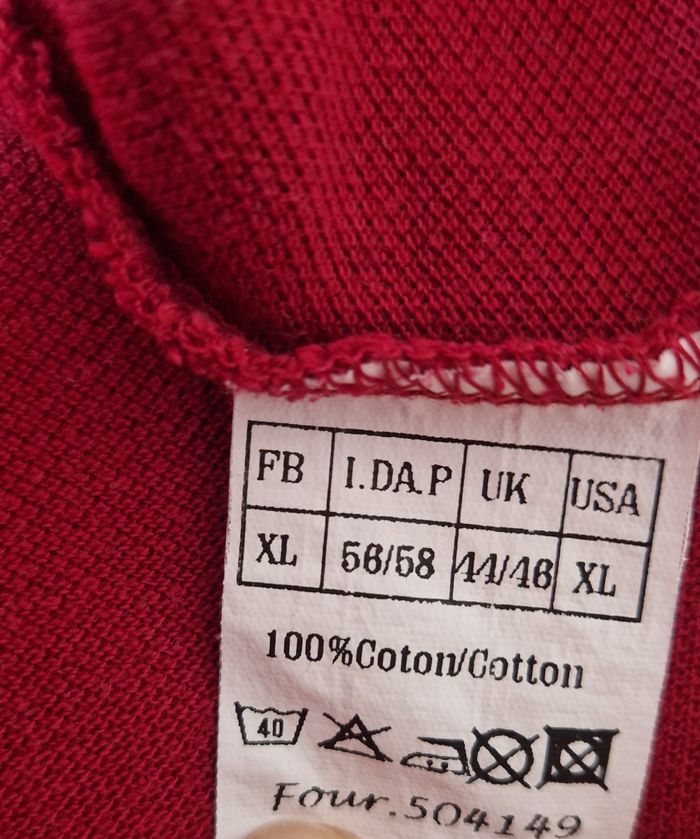 FB I.DA.P UK USA
XL 56/58 44/46 XL
100%Coton/Cotton
40
Four.504149